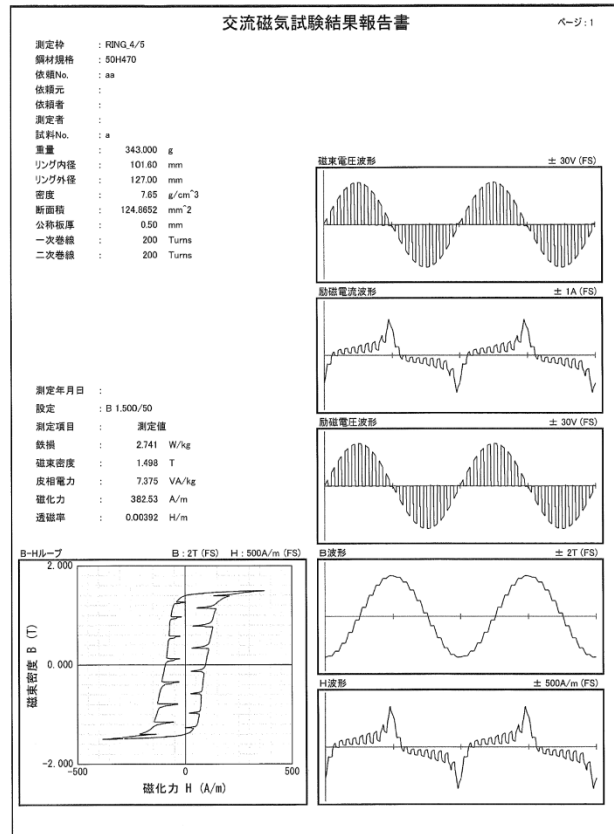 交流磁気試験結果報告書
ページ：1
測定枠 : RING_4/5
鋼材規格 : 50H470
依頼No. : aa
依頼元 :
依頼者 :
測定者 :
試料No. : a
重量 : 343.000 g
リング内径 : 101.60 mm
リング外径 : 127.00 mm
密度 : 7.65 g/cm^3
断面積 : 124.8652 mm^2
公称板厚 : 0.50 mm
一次巻線 : 200 Turns
二次巻線 : 200 Turns
測定年月日 :
設定 : B 1.500/50
測定項目 : 測定値
鉄損 : 2.741 W/kg
磁束密度 : 1.498 T
皮相電力 : 7.375 VA/kg
磁化力 : 382.53 A/m
透磁率 : 0.00392 H/m
B-Hループ B : 2T (FS) H : 500A/m (FS)
2.000
0.000
-2.000
磁束密度 B (T)
-500 0 500
磁化力 H (A/m)
磁束電圧波形 ± 30V (FS)
励磁電流波形 ± 1A (FS)
励磁電圧波形 ± 30V (FS)
B波形 ± 2T (FS)
H波形 ± 500A/m (FS)